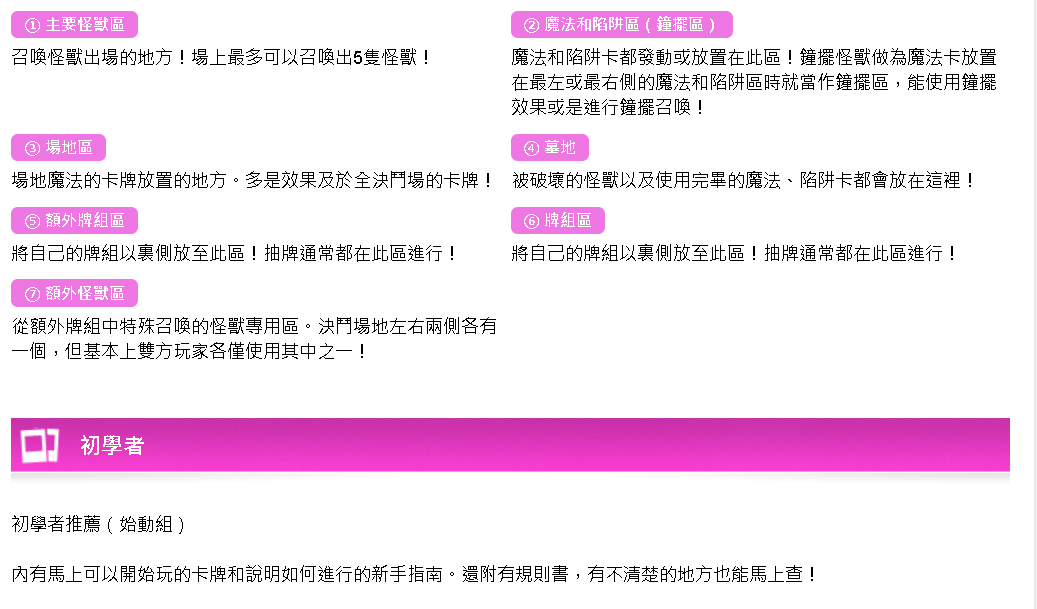 ① 主要怪獸區
召喚怪獸出場的地方！場上最多可以召喚出5隻怪獸！
② 魔法和陷阱區（鐘擺區）
魔法和陷阱卡都發動或放置在此區！鐘擺怪獸做為魔法卡放置
在最左或最右側的魔法和陷阱區時就當作鐘擺區，能使用鐘擺
效果或是進行鐘擺召喚！
③ 場地區
場地魔法的卡牌放置的地方。多是效果及於全決鬥場的卡牌！
④ 墓地
被破壞的怪獸以及使用完畢的魔法、陷阱卡都會放在這裡！
⑤ 額外牌組區
將自己的牌組以裏側放至此區！抽牌通常都在此區進行！
⑥ 牌組區
將自己的牌組以裏側放至此區！抽牌通常都在此區進行！
⑦ 額外怪獸區
從額外牌組中特殊召喚的怪獸專用區。決鬥場地左右兩側各有
一個，但基本上雙方玩家各僅使用其中之一！
初學者
初學者推薦（始動組）
內有馬上可以開始玩的卡牌和說明如何進行的新手指南。還附有規則書，有不清楚的地方也能馬上查！